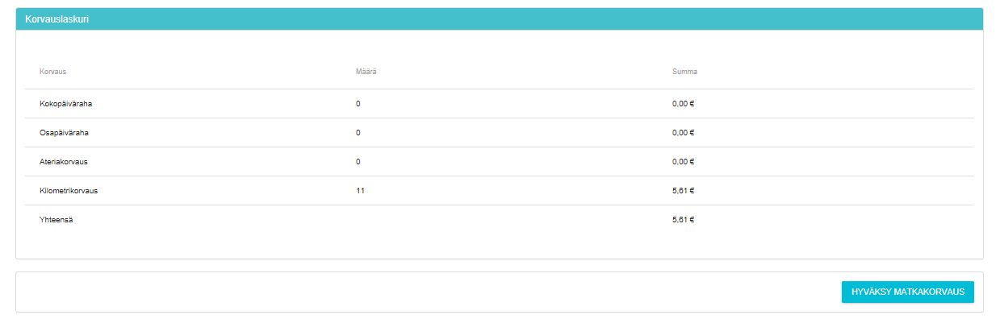 Korvauslaskuri
Korvaus Määrä Summa
Kokopäiväraha 0 0,00 €
Osapäiväraha 0 0,00 €
Ateriakorvaus 0 0,00 €
Kilometrikorvaus 11 5,61 €
Yhteensä 5,61 €
HYVÄKSY MATKAKORVAUS